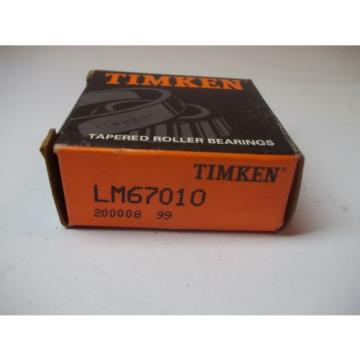 TIMKEN
TAPERED ROLLER BEARINGS
TIMKEN®
LM67010
200008 99